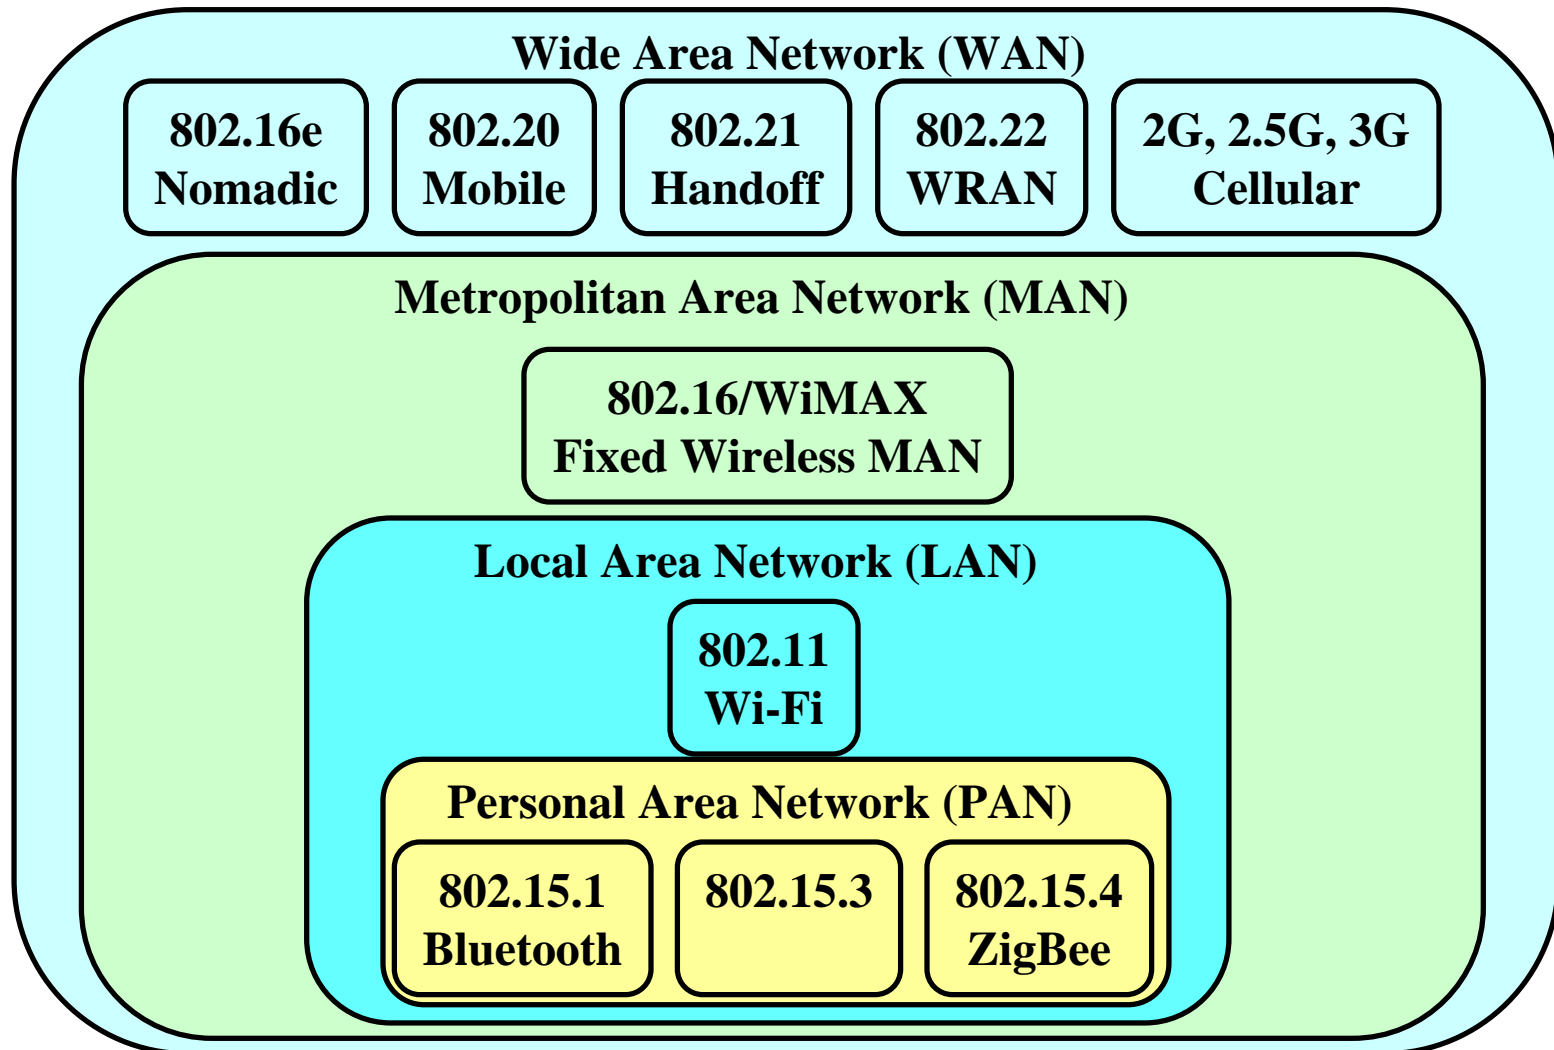 Wide Area Network (WAN)
802.16e
Nomadic
802.20
Mobile
802.21
Handoff
802.22
WRAN
2G, 2.5G, 3G
Cellular
Metropolitan Area Network (MAN)
802.16/WiMAX
Fixed Wireless MAN
Local Area Network (LAN)
802.11
Wi-Fi
Personal Area Network (PAN)
802.15.1
Bluetooth
802.15.3
802.15.4
ZigBee